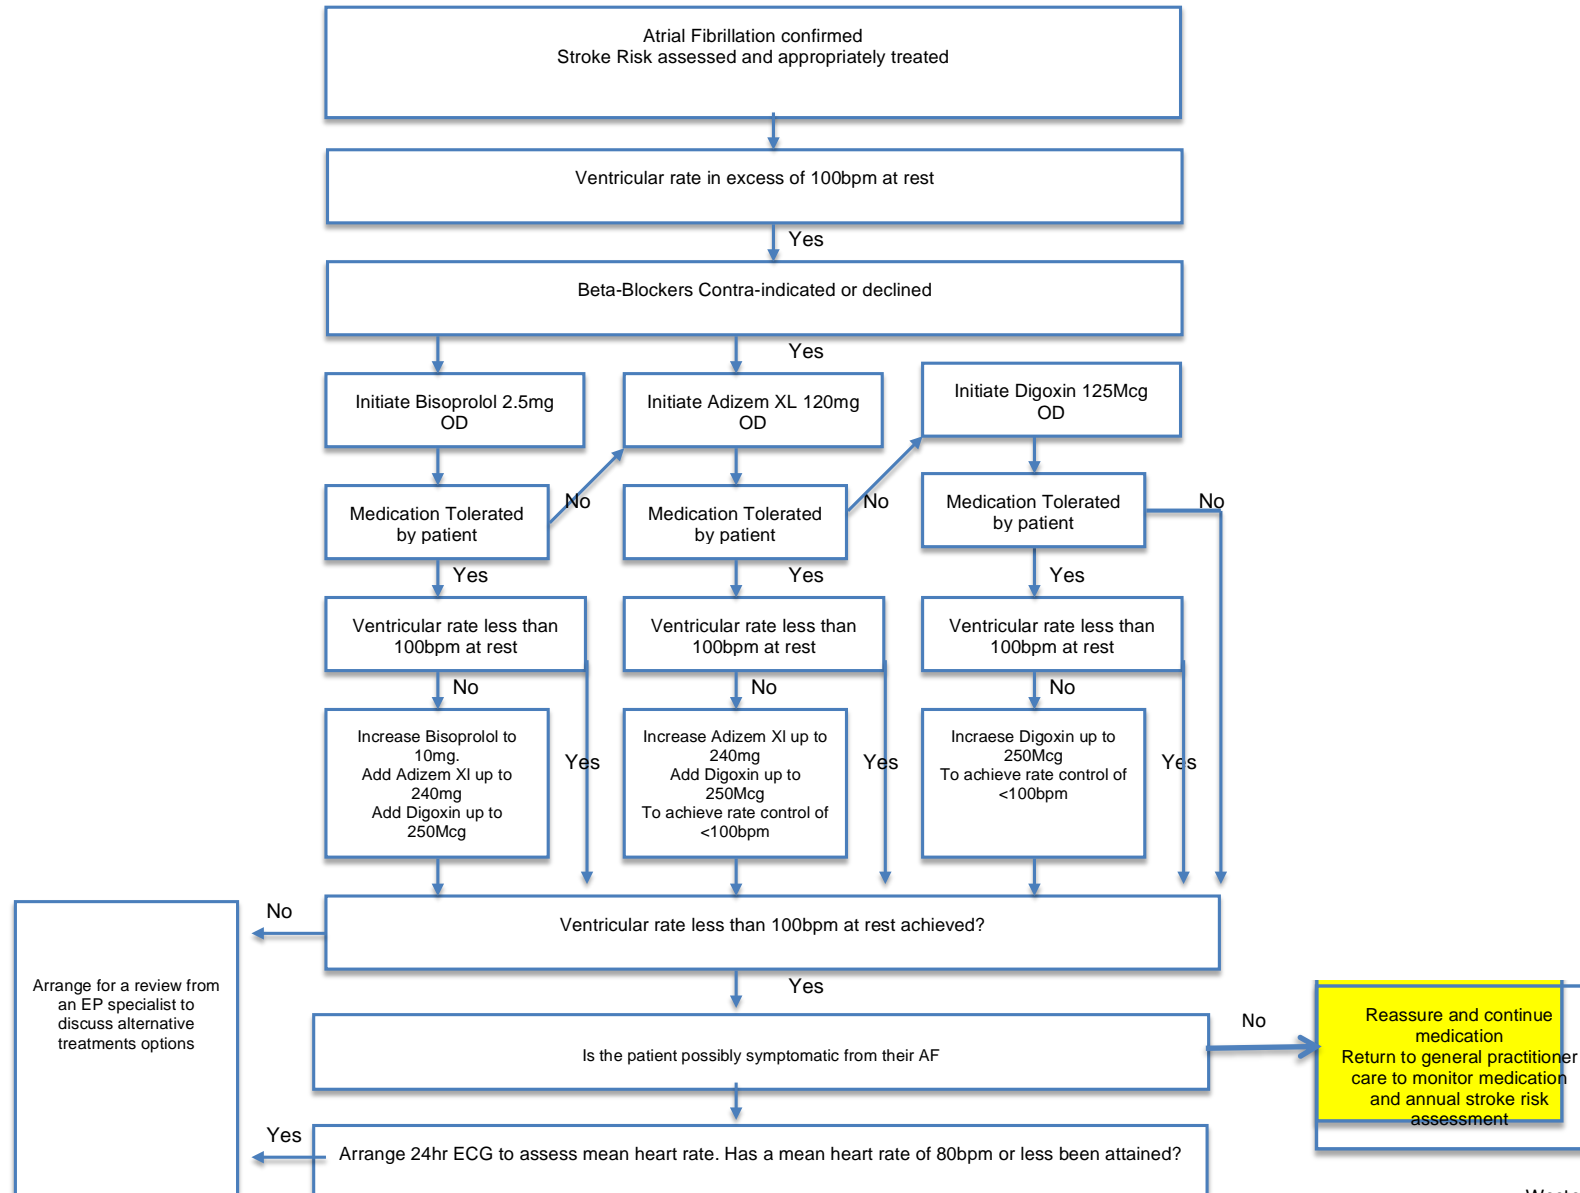 Atrial Fibrillation confirmed
Stroke Risk assessed and appropriately treated
Ventricular rate in excess of 100bpm at rest
Yes
Beta-Blockers Contra-indicated or declined
Yes
Initiate Bisoprolol 2.5mg
OD
Initiate Adizem XL 120mg
OD
Initiate Digoxin 125Mcg
OD
Medication Tolerated
by patient
No
Medication Tolerated
by patient
No
Medication Tolerated
by patient
No
Yes
Yes
Yes
Ventricular rate less than
100bpm at rest
Ventricular rate less than
100bpm at rest
Ventricular rate less than
100bpm at rest
No
No
No
Increase Bisoprolol to
10mg.
Add Adizem Xl up to
240mg
Add Digoxin up to
250Mcg
Yes
Increase Adizem Xl up to
240mg
Add Digoxin up to
250Mcg
To achieve rate control of
<100bpm
Yes
Incraese Digoxin up to
250Mcg
To achieve rate control of
<100bpm
Yes
No
Ventricular rate less than 100bpm at rest achieved?
Yes
Arrange for a review from
an EP specialist to
discuss alternative
treatments options
Is the patient possibly symptomatic from their AF
No
Reassure and continue
medication
Return to general practitioner
care to monitor medication
and annual stroke risk
assessment
Yes
Arrange 24hr ECG to assess mean heart rate. Has a mean heart rate of 80bpm or less been attained?